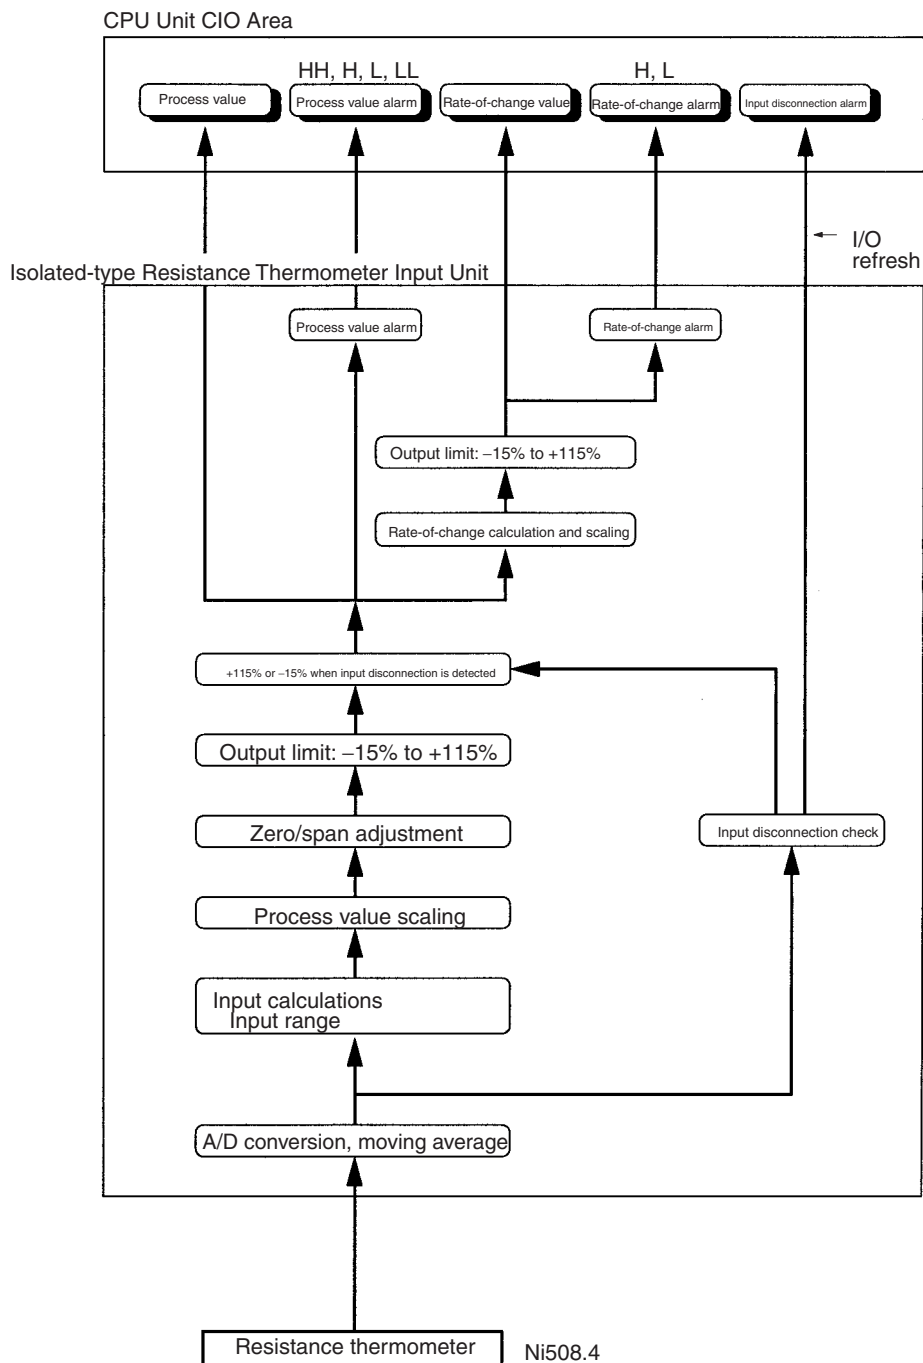 CPU Unit CIO Area
HH, H, L, LL
H, L
Process value
Process value alarm
Rate-of-change value
Rate-of-change alarm
Input disconnection alarm
I/O
refresh
Isolated-type Resistance Thermometer Input Unit
Process value alarm
Rate-of-change alarm
Output limit: –15% to +115%
Rate-of-change calculation and scaling
+115% or –15% when input disconnection is detected
Output limit: –15% to +115%
Zero/span adjustment
Input disconnection check
Process value scaling
Input calculations
Input range
A/D conversion, moving average
Resistance thermometer
Ni508.4